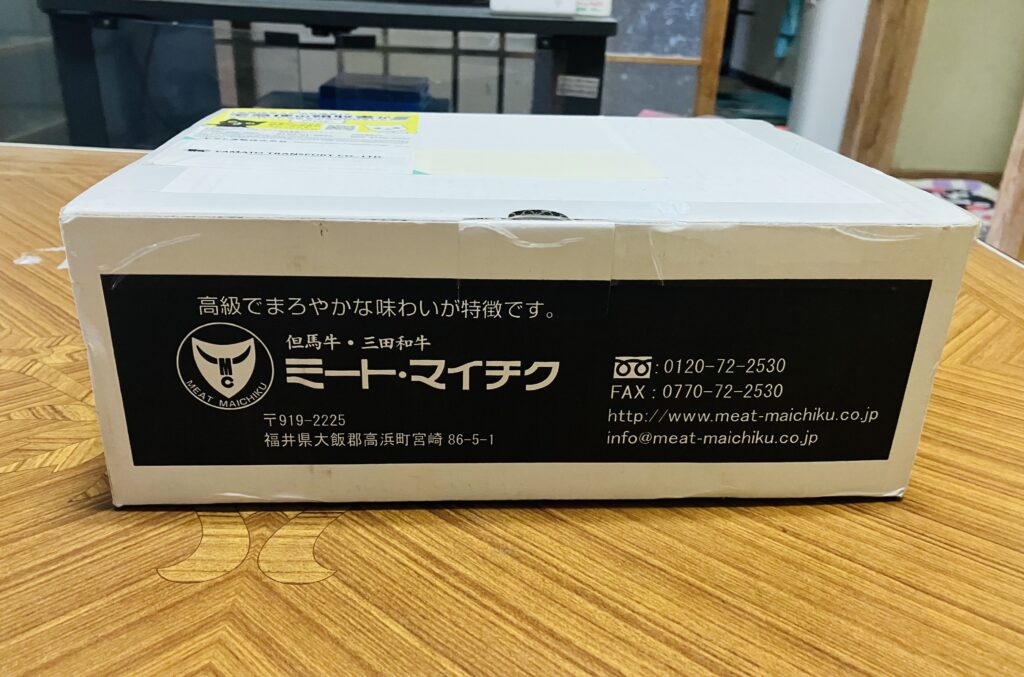 YAMATO TRANSPORT CO., LTD.
高級でまろやかな味わいが特徴です。
但馬牛・三田和牛
ミート・マイチク
MC
MEAT MAICHIKU
〒919-2225
福井県大飯郡高浜町宮崎 86-5-1
: 0120-72-2530
FAX : 0770-72-2530
http://www.meat-maichiku.co.jp
info@meat-maichiku.co.jp